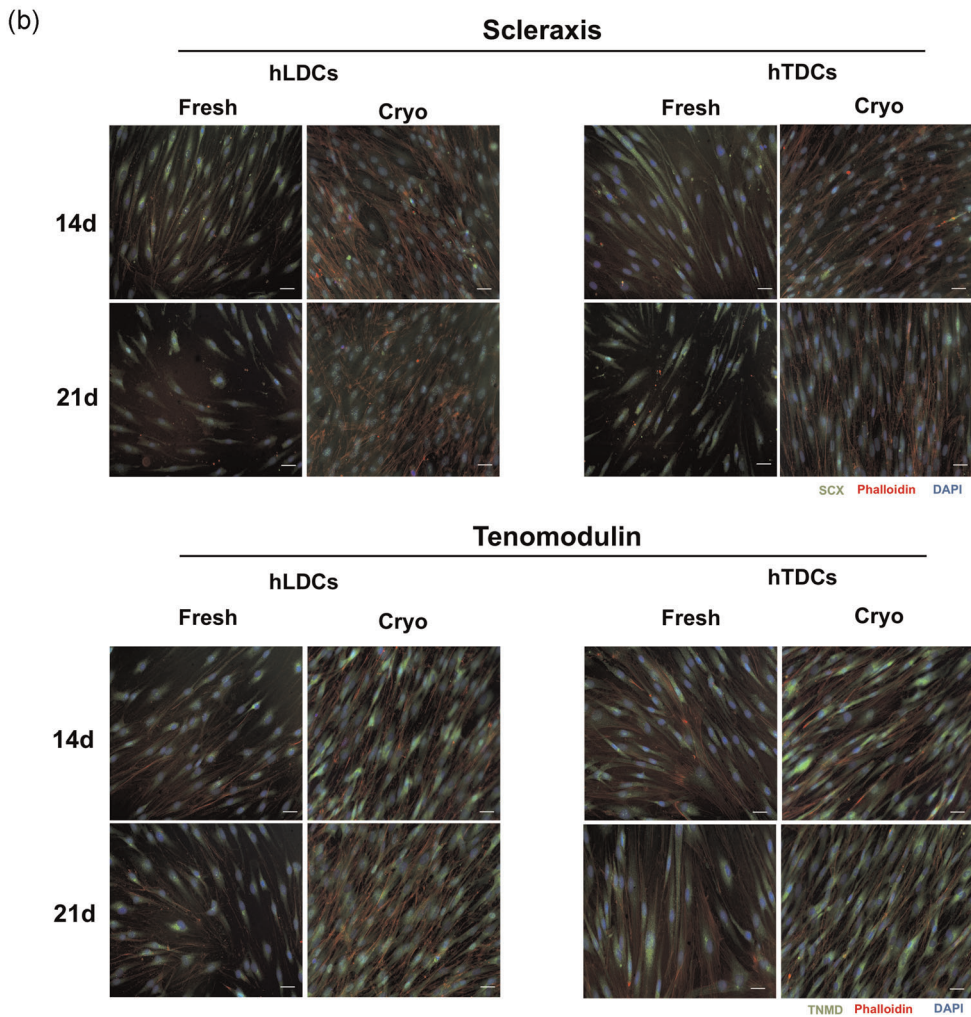 (b)
Scleraxis
hLDCs hTDCs
Fresh Cryo Fresh Cryo
14d
21d
SCX Phalloidin DAPI
Tenomodulin
hLDCs hTDCs
Fresh Cryo Fresh Cryo
14d
21d
TNMD Phalloidin DAPI